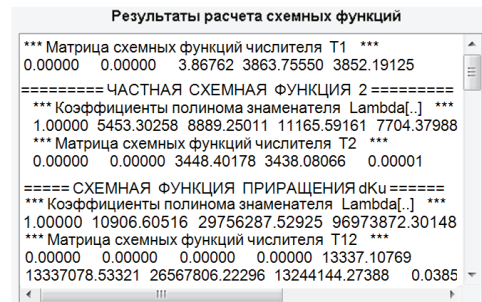 Результаты расчета схемных функций
*** Матрица схемных функций числителя T1 ***
0.00000 0.00000 3.86762 3863.75550 3852.19125
========= ЧАСТНАЯ СХЕМНАЯ ФУНКЦИЯ 2 =========
*** Коэффициенты полинома знаменателя Lambda[..] ***
1.00000 5453.30258 8889.25011 11165.59161 7704.37988
*** Матрица схемных функций числителя T2 ***
0.00000 0.00000 3448.40178 3438.08066 0.00001
===== СХЕМНАЯ ФУНКЦИЯ ПРИРАЩЕНИЯ dKu ======
*** Коэффициенты полинома знаменателя Lambda[..] ***
1.00000 10906.60516 29756287.52925 96973872.30148
*** Матрица схемных функций числителя T12 ***
0.00000 0.00000 0.00000 0.00000 13337.10769
13337078.53321 26567806.22296 13244144.27388 0.0385